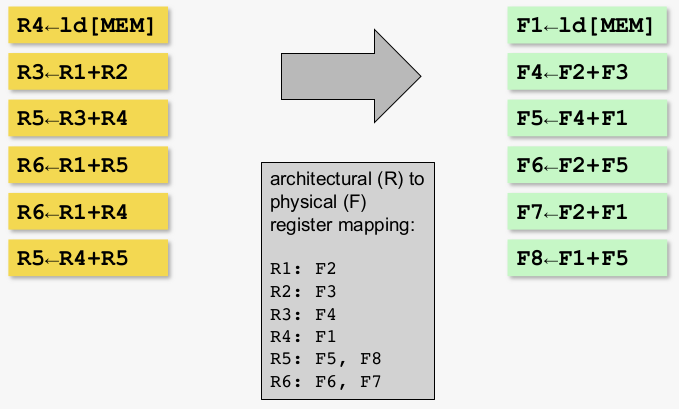 R4←ld[MEM]
R3←R1+R2
R5←R3+R4
R6←R1+R5
R6←R1+R4
R5←R4+R5
architectural (R) to
physical (F)
register mapping:
R1: F2
R2: F3
R3: F4
R4: F1
R5: F5, F8
R6: F6, F7
F1←ld[MEM]
F4←F2+F3
F5←F4+F1
F6←F2+F5
F7←F2+F1
F8←F1+F5